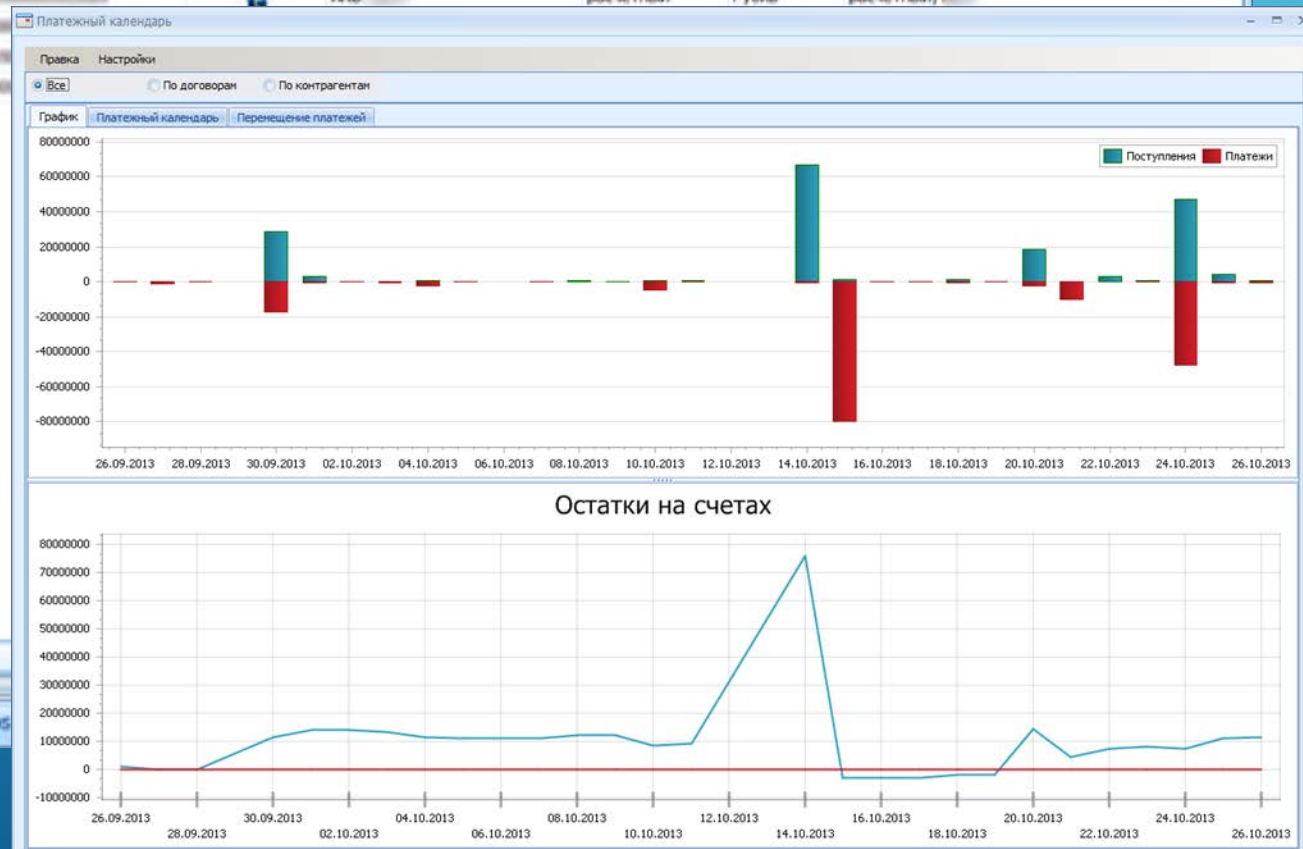 Платежный календарь
Правка Настройки
Все По договорам По контрагентам
График Платежный календарь Перемещение платежей
Поступления Платежи
80000000
60000000
40000000
20000000
0
-20000000
-40000000
-60000000
-80000000
26.09.2013 28.09.2013 30.09.2013 02.10.2013 04.10.2013 06.10.2013 08.10.2013 10.10.2013 12.10.2013 14.10.2013 16.10.2013 18.10.2013 20.10.2013 22.10.2013 24.10.2013 26.10.2013
Остатки на счетах
80000000
70000000
60000000
50000000
40000000
30000000
20000000
10000000
0
-10000000
26.09.2013 30.09.2013 04.10.2013 08.10.2013 12.10.2013 16.10.2013 20.10.2013 24.10.2013
28.09.2013 02.10.2013 06.10.2013 10.10.2013 14.10.2013 18.10.2013 22.10.2013 26.10.2013